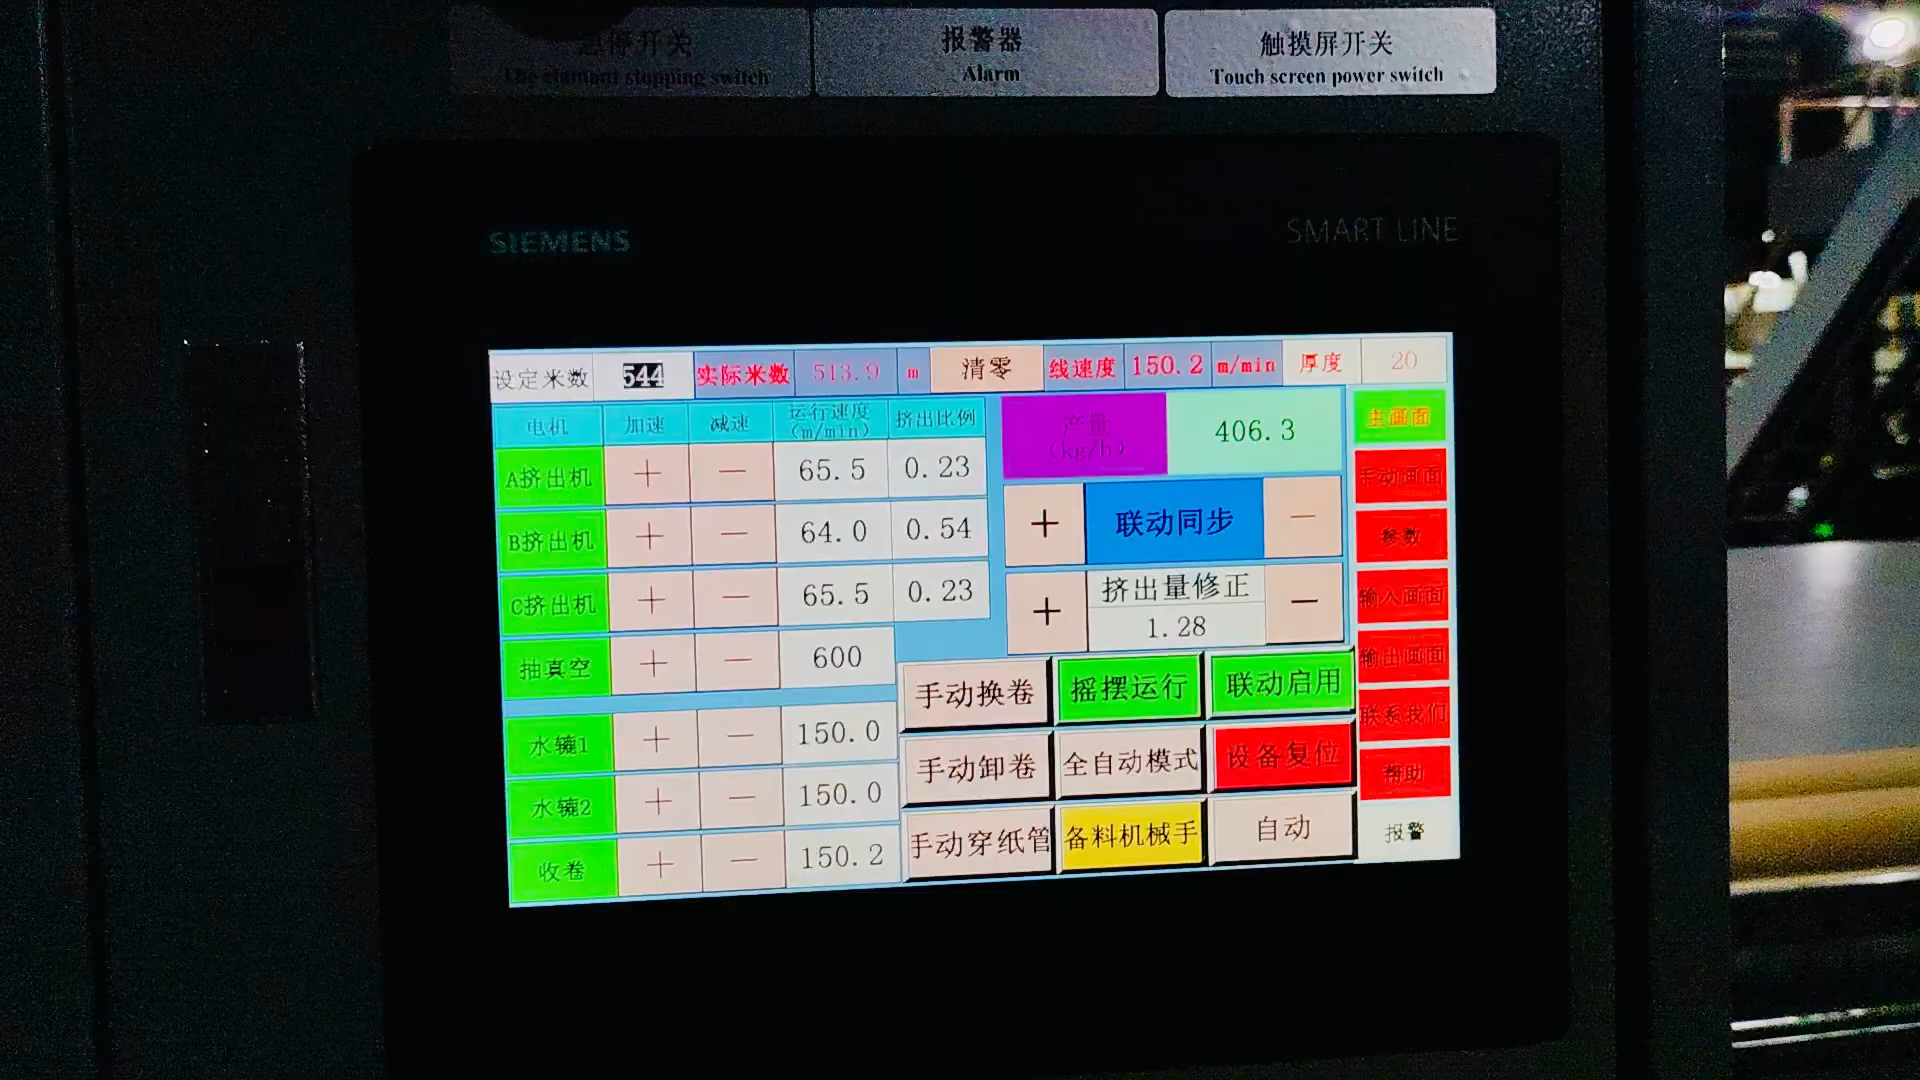 急停开关
The clamant stopping switch
报警器
Alarm
触摸屏开关
Touch screen power switch
SIEMENS
SMART LINE
设定米数 544 实际米数 513.9 m 清零 线速度 150.2 m/min 厚度 20
电机 加速 减速 运行速度(m/min) 挤出比例
A挤出机 + − 65.5 0.23
B挤出机 + − 64.0 0.54
C挤出机 + − 65.5 0.23
抽真空 + − 600
水辘1 + − 150.0
水辘2 + − 150.0
收卷 + − 150.2
产量
(kg/h)
406.3
+ 联动同步 −
+ 挤出量修正 −
1.28
手动换卷 摇摆运行 联动启用
手动卸卷 全自动模式 设备复位
手动穿纸管 备料机械手 自动
主画面
手动画面
参数
输入画面
输出画面
联系我们
帮助
报警